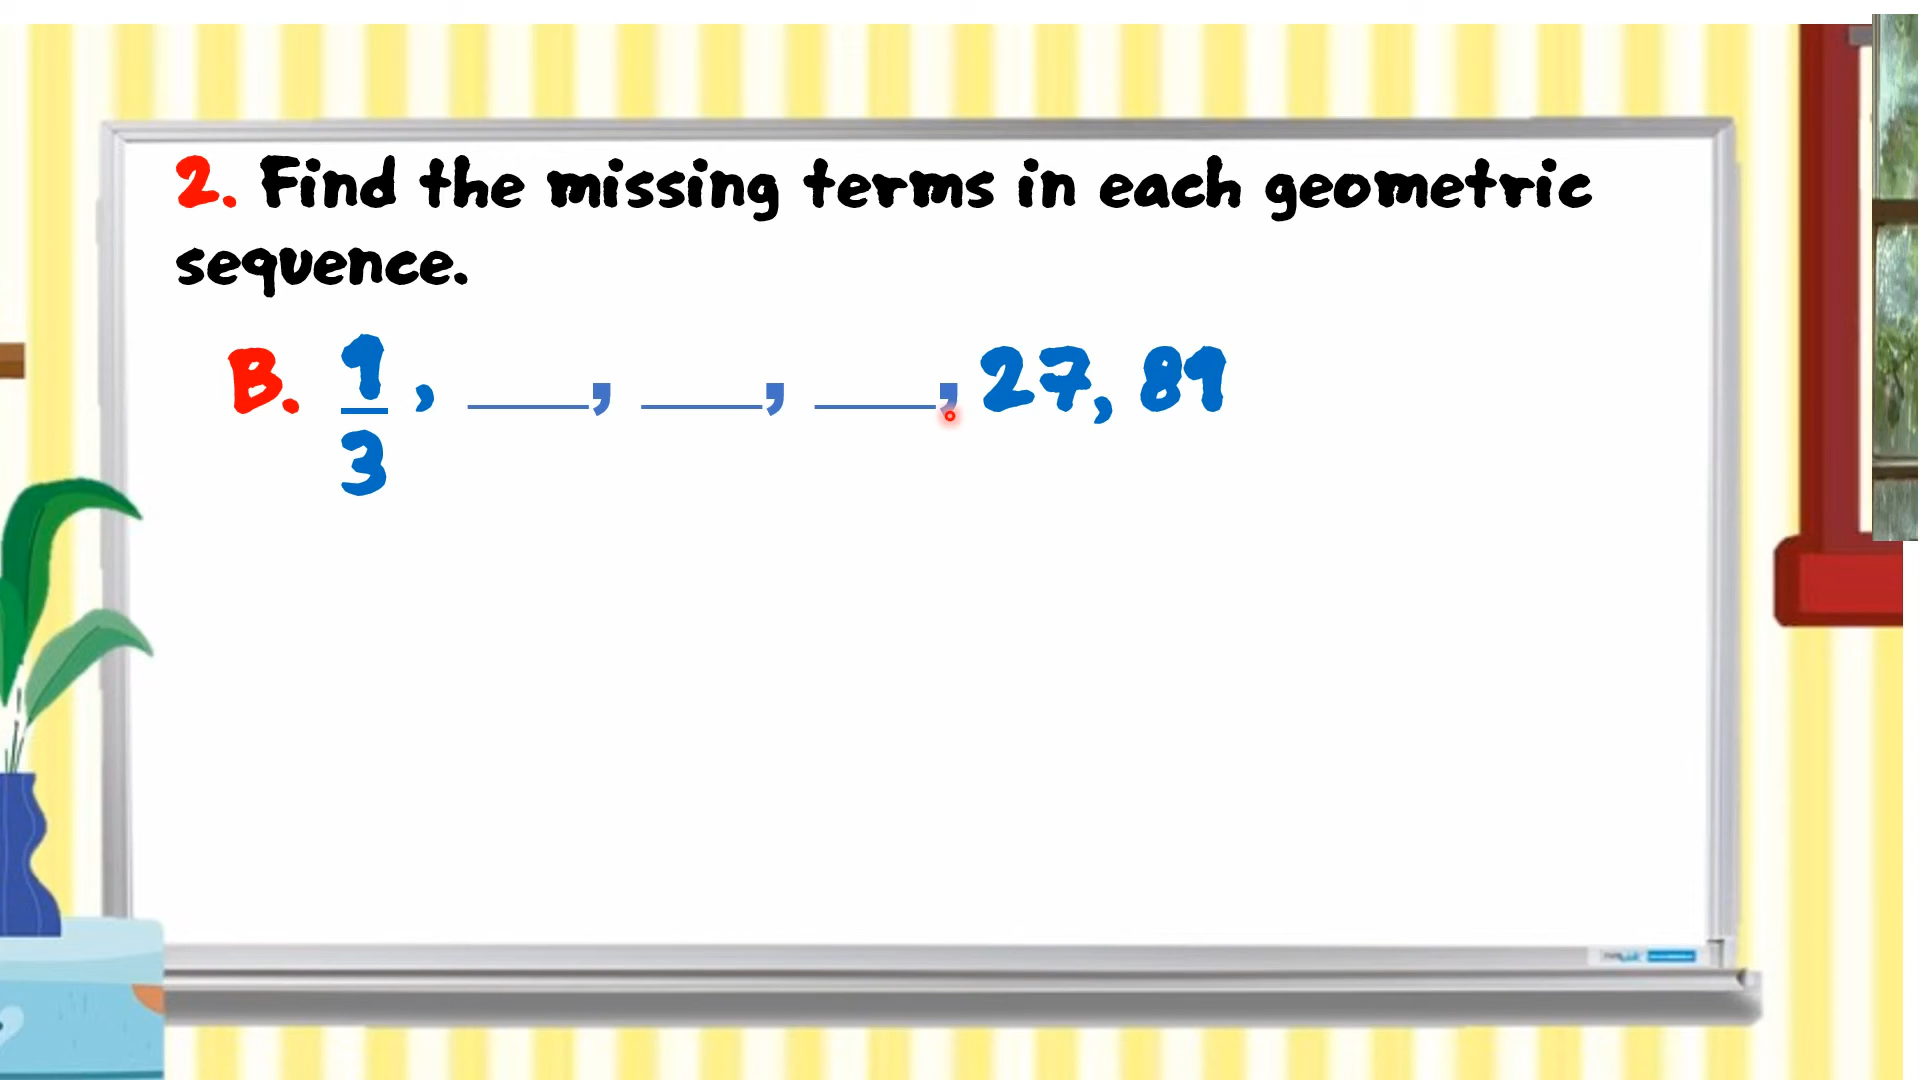 2. Find the missing terms in each geometric
sequence.
B. 1/3 , ___, ___, ___, 27, 81